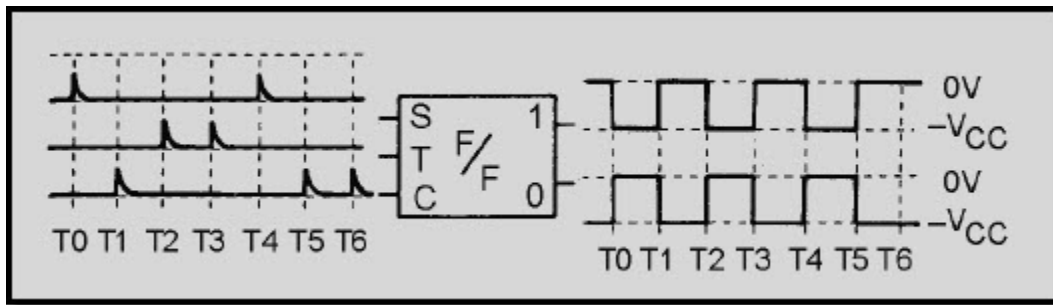 S 1
T F/F
C 0
0V
-VCC
0V
-VCC
T0 T1 T2 T3 T4 T5 T6
T0 T1 T2 T3 T4 T5 T6